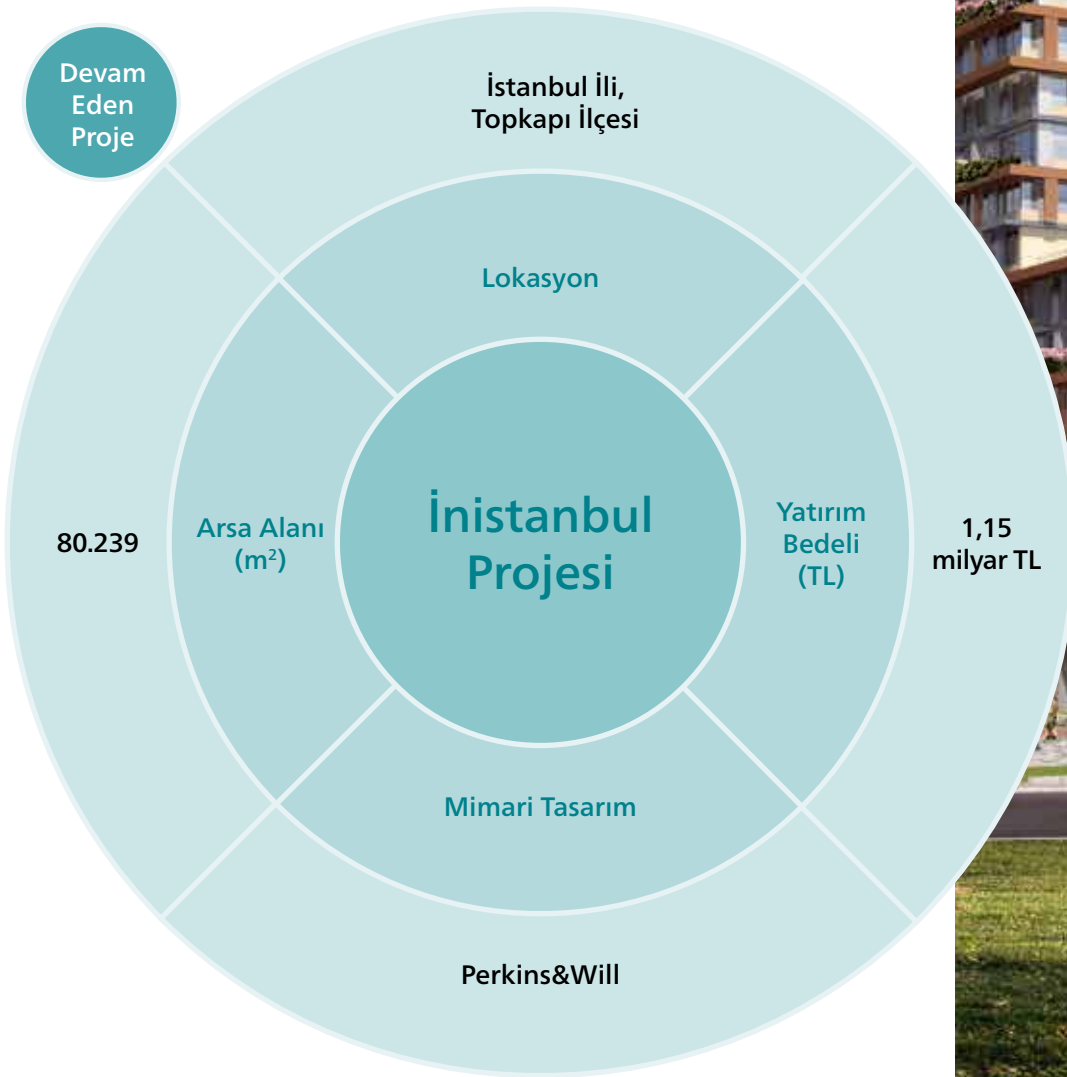 Devam
Eden
Proje
İstanbul İli,
Topkapı İlçesi
Lokasyon
80.239
Arsa Alanı
(m²)
İnistanbul
Projesi
Yatırım
Bedeli
(TL)
1,15
milyar TL
Mimari Tasarım
Perkins&Will